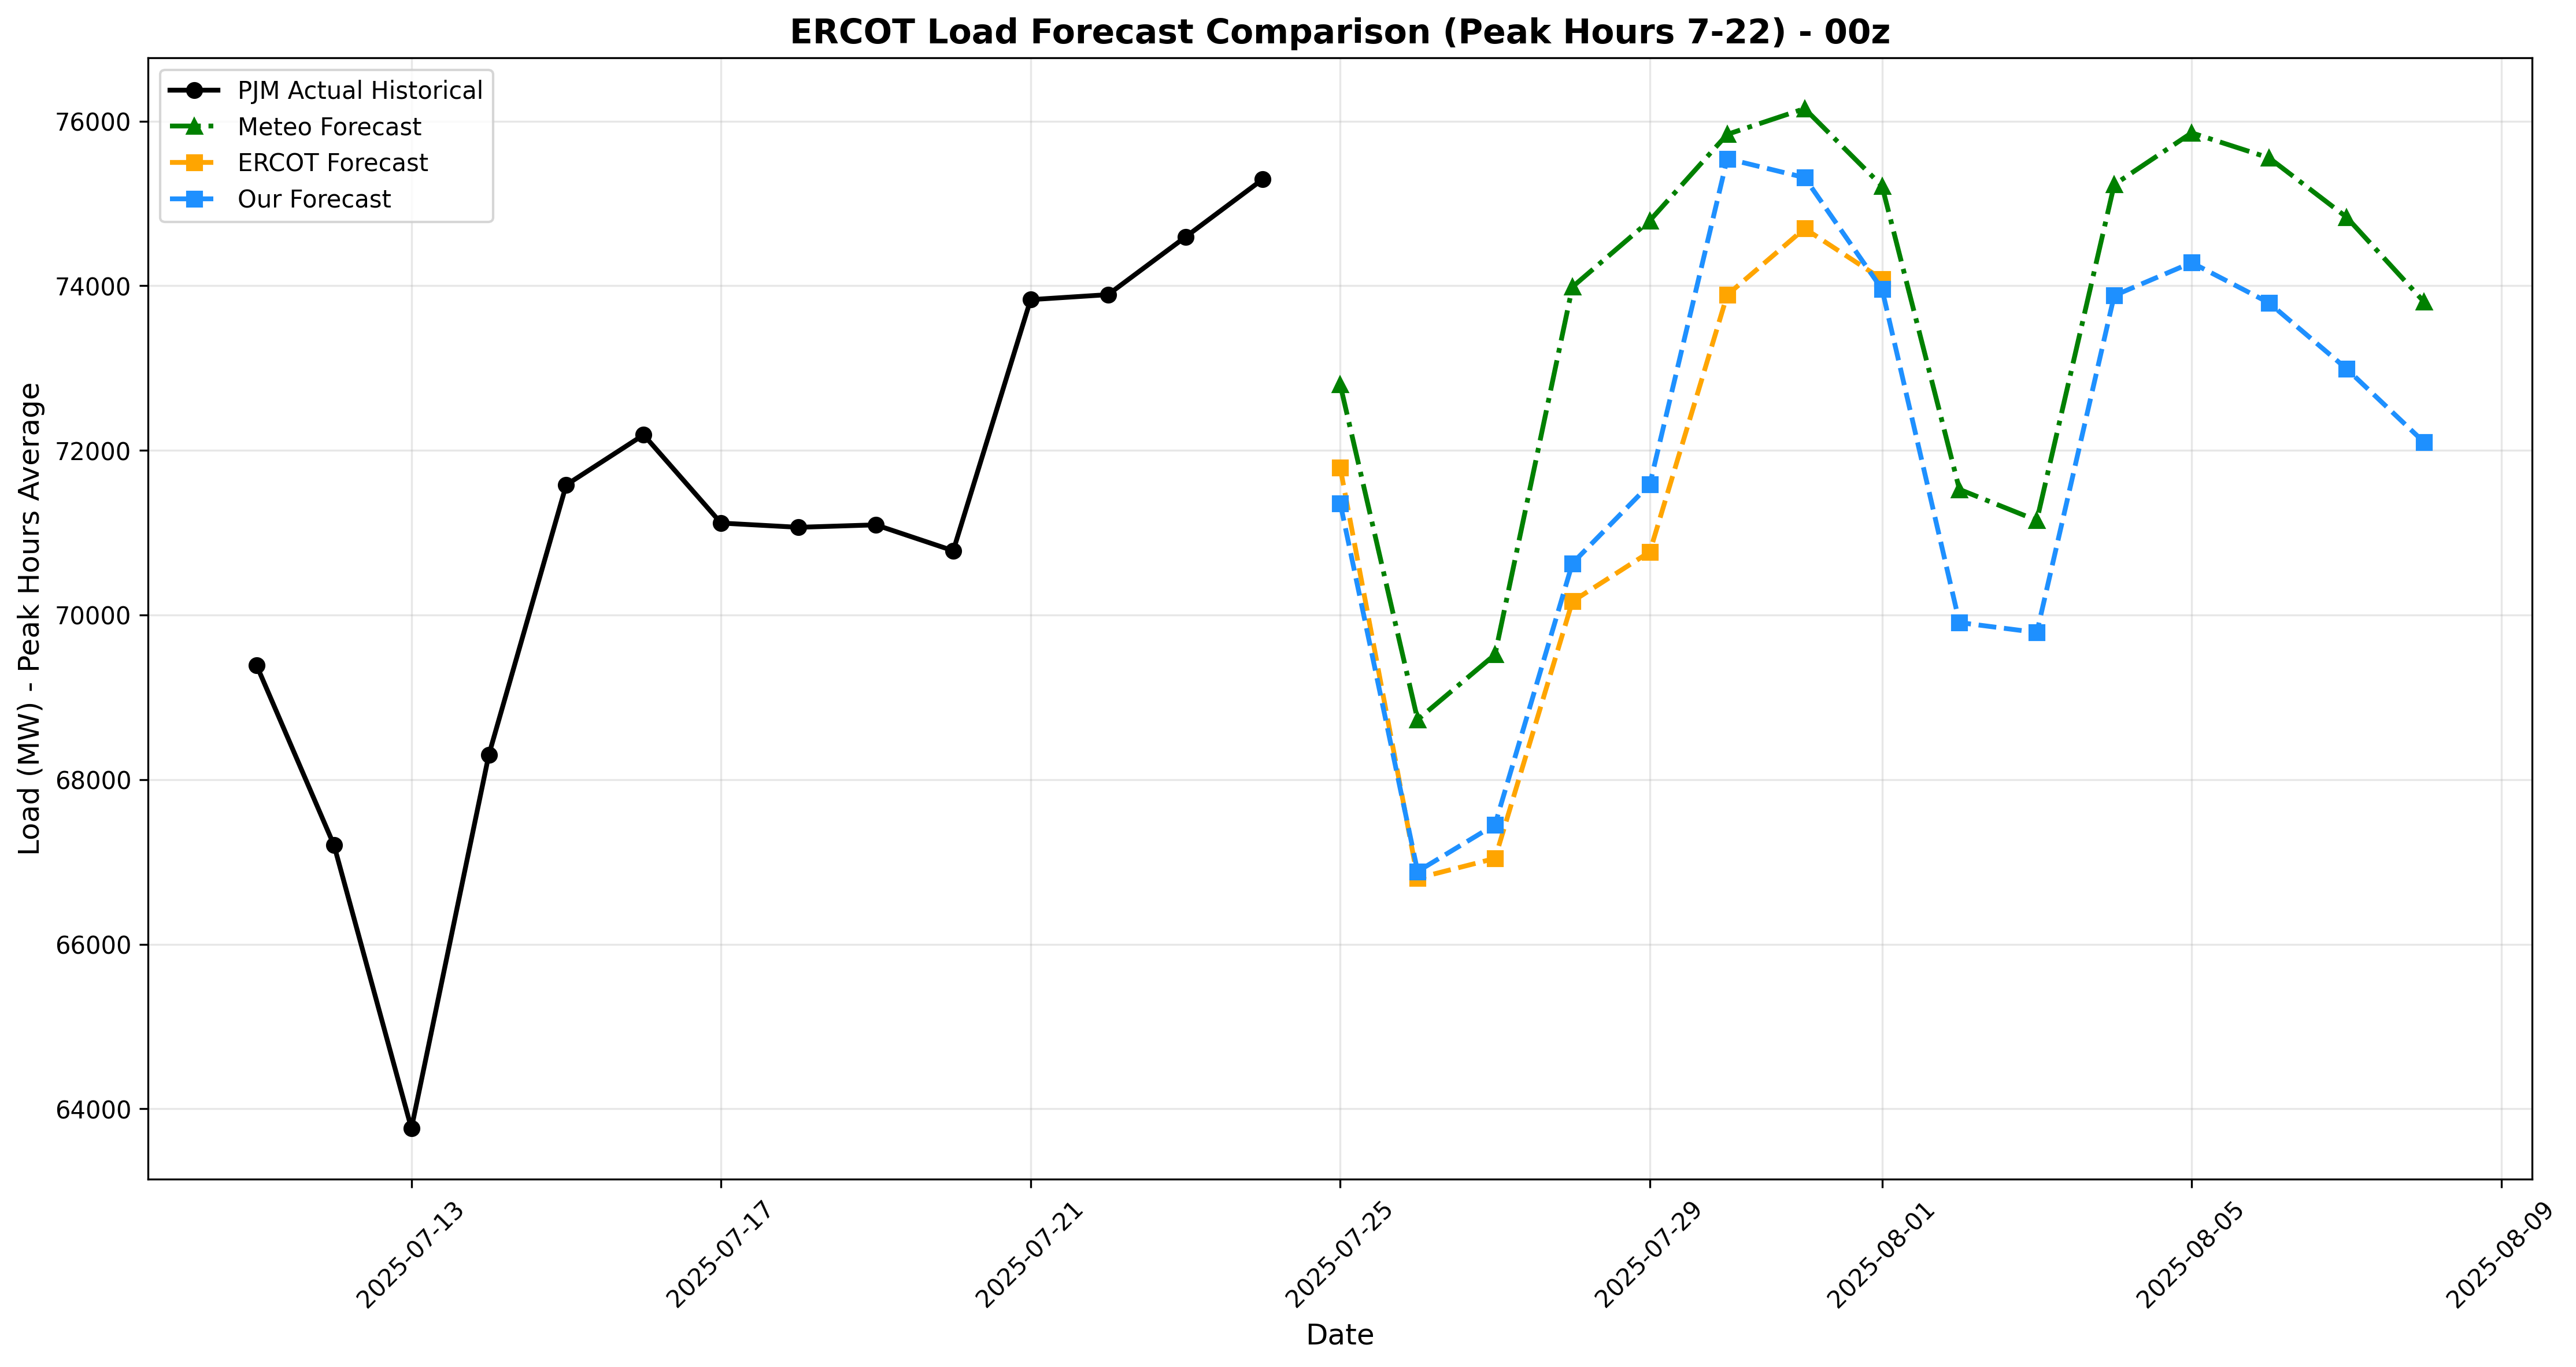 ERCOT Load Forecast Comparison (Peak Hours 7-22) - 00z
PJM Actual Historical
Meteo Forecast
ERCOT Forecast
Our Forecast
Load (MW) - Peak Hours Average
76000
74000
72000
70000
68000
66000
64000
2025-07-13
2025-07-17
2025-07-21
2025-07-25
2025-07-29
2025-08-01
2025-08-05
2025-08-09
Date